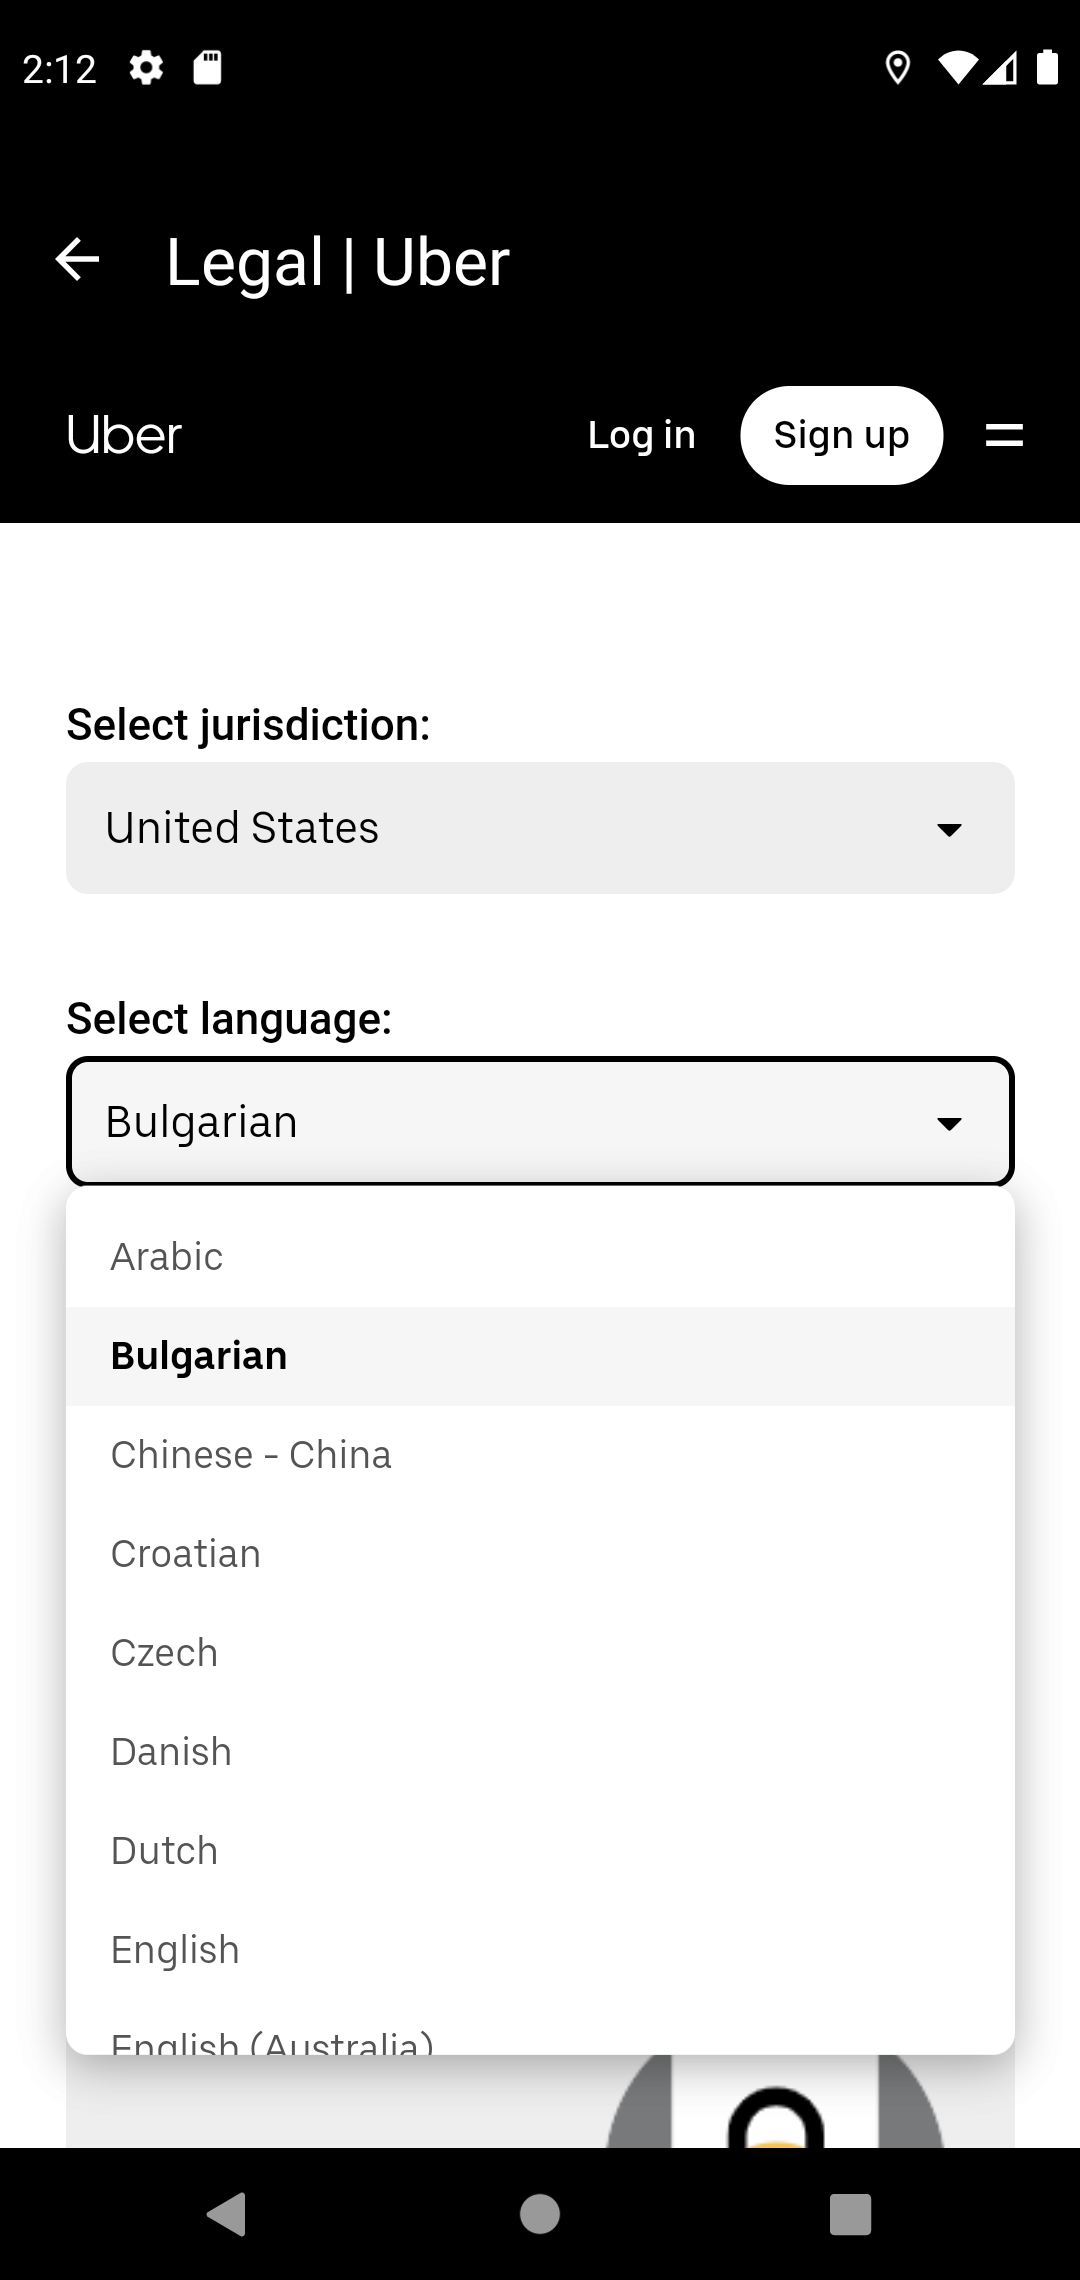 2:12
Legal | Uber
Uber Log in Sign up
Select jurisdiction:
United States
Select language:
Bulgarian
Arabic
Bulgarian
Chinese - China
Croatian
Czech
Danish
Dutch
English
English (Australia)